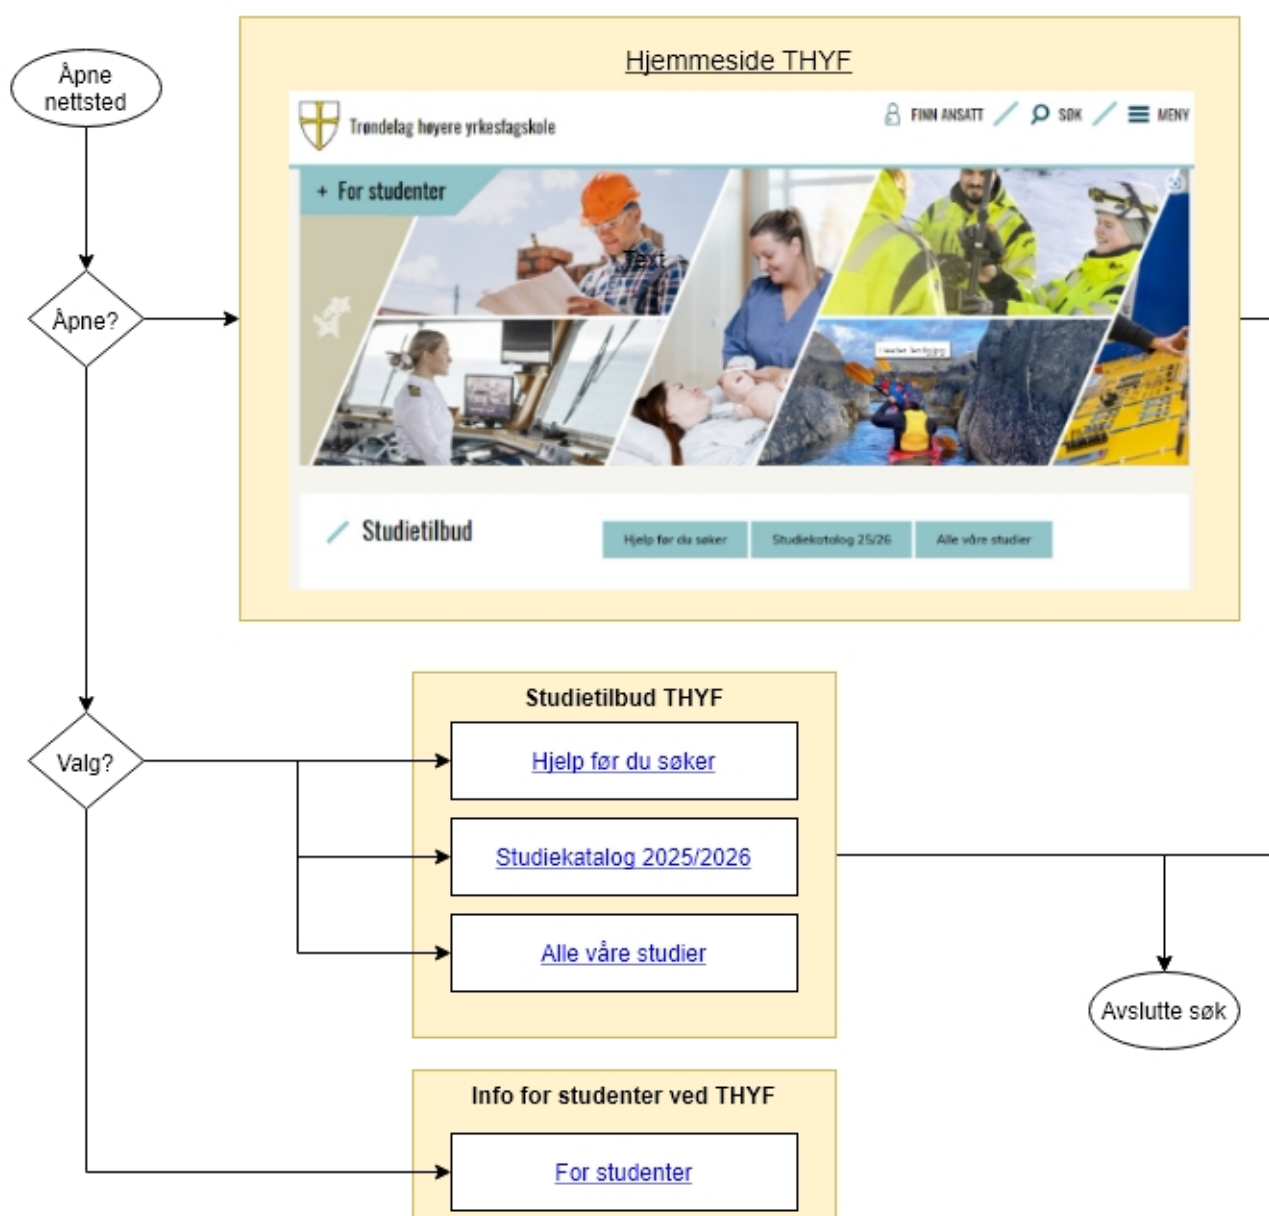 Åpne
nettsted
Hjemmeside THYF
Trøndelag høyere yrkesfagskole
FINN ANSATT
SØK
MENY
+ For studenter
Text
Åpne?
Studietilbud
Hjelp før du søker
Studiekatalog 25/26
Alle våre studier
Studietilbud THYF
Valg?
Hjelp før du søker
Studiekatalog 2025/2026
Alle våre studier
Avslutte søk
Info for studenter ved THYF
For studenter